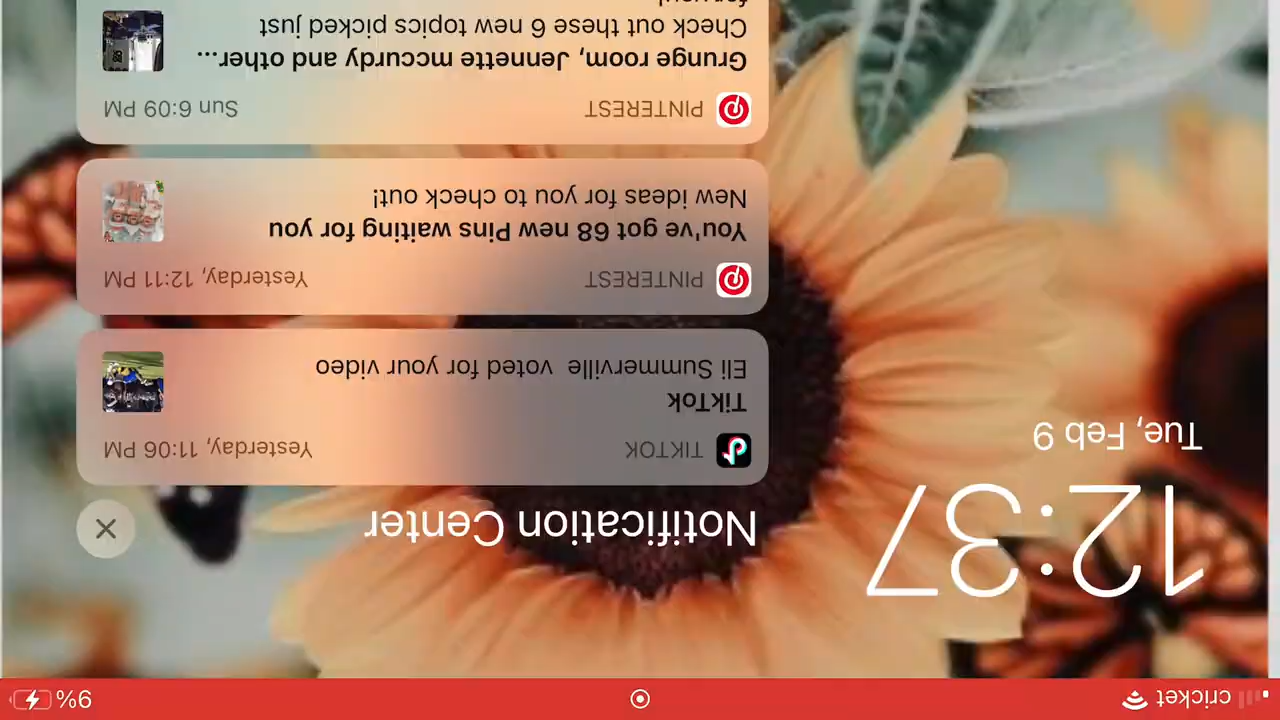 cricket
9%
12:37
Tue, Feb 9
Notification Center
TIKTOK
Yesterday, 11:06 PM
TikTok
Eli Summerville  voted for your video
PINTEREST
Yesterday, 12:11 PM
You've got 68 new Pins waiting for you
New ideas for you to check out!
PINTEREST
Sun 6:09 PM
Grunge room, Jennette mccurdy and other...
Check out these 6 new topics picked just
for you!